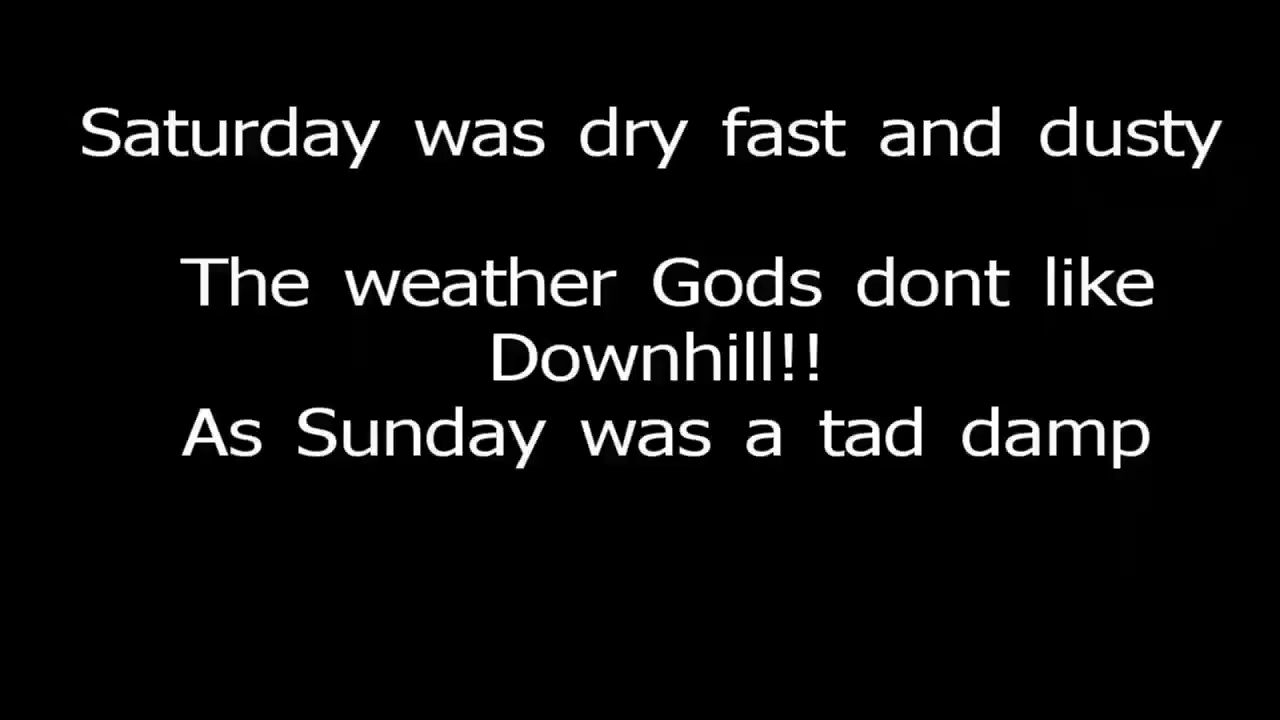 Saturday was dry fast and dusty
The weather Gods dont like
Downhill!!
As Sunday was a tad damp